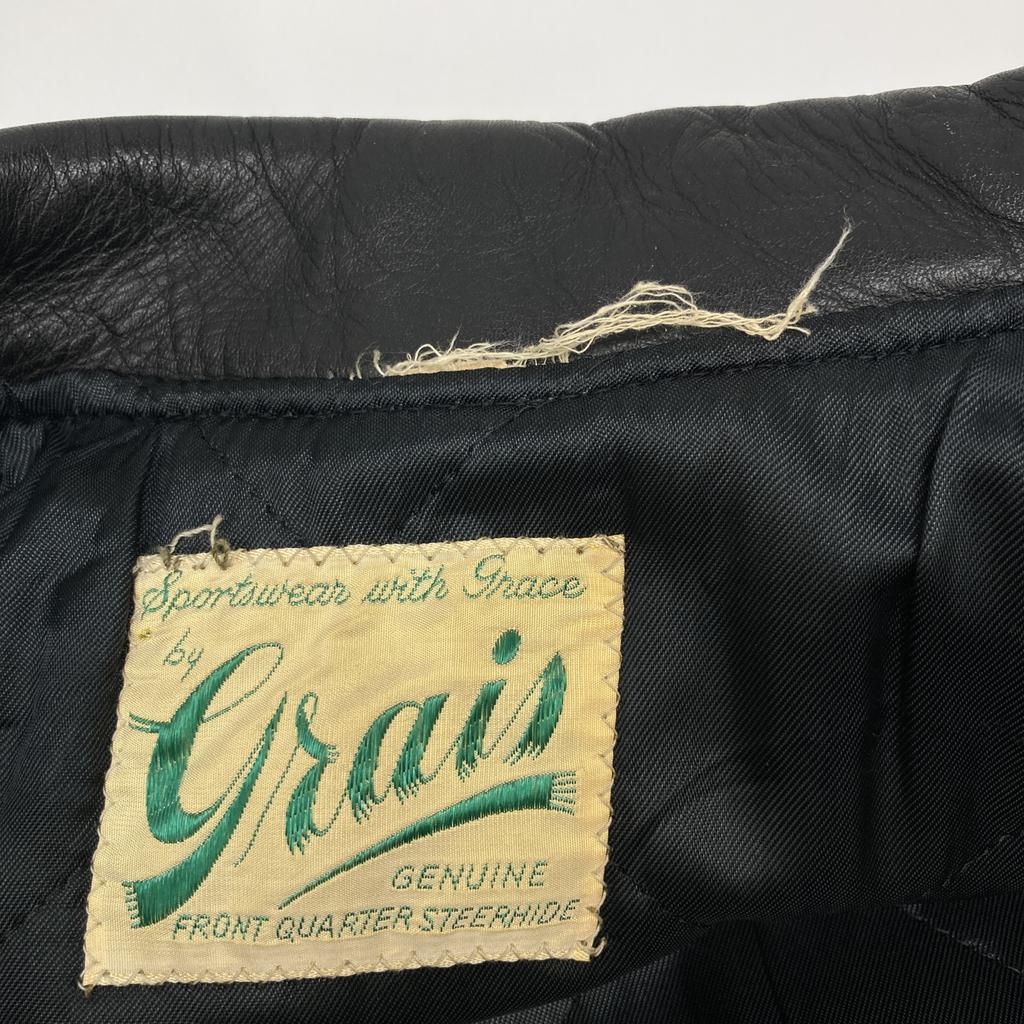 Sportswear with Grace
by
Grais
GENUINE
FRONT QUARTER STEERHIDE